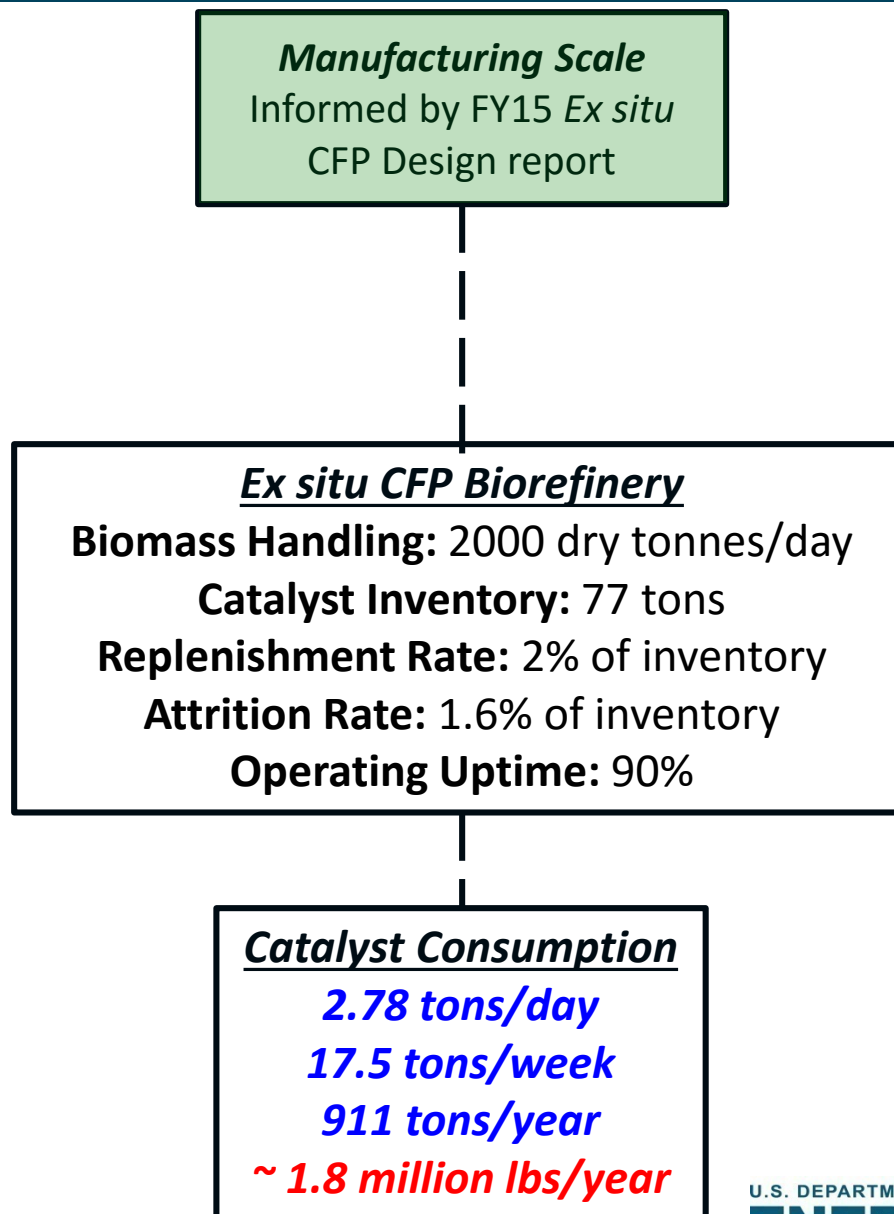 Manufacturing Scale
Informed by FY15 Ex situ
CFP Design report
Ex situ CFP Biorefinery
Biomass Handling: 2000 dry tonnes/day
Catalyst Inventory: 77 tons
Replenishment Rate: 2% of inventory
Attrition Rate: 1.6% of inventory
Operating Uptime: 90%
Catalyst Consumption
2.78 tons/day
17.5 tons/week
911 tons/year
~ 1.8 million lbs/year
U.S. DEPARTM